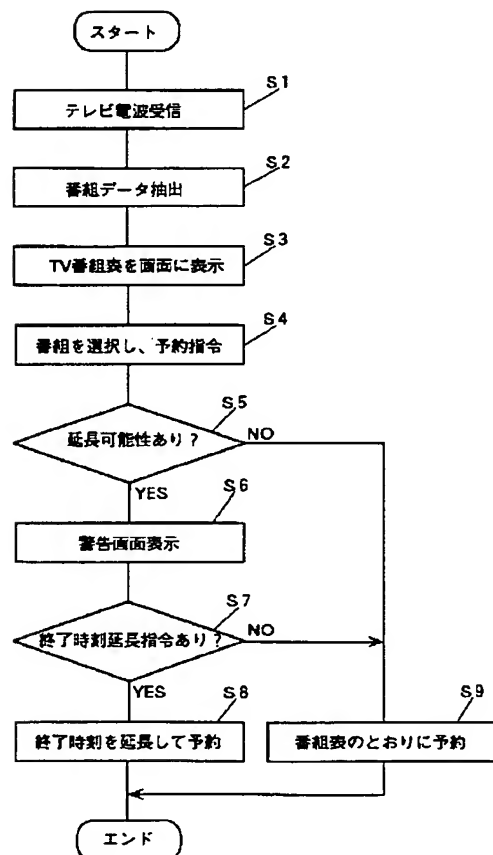 スタート
S1
テレビ電波受信
S2
番組データ抽出
S3
TV番組表を画面に表示
S4
番組を選択し、予約指令
S5
延長可能性あり?
NO
YES
S6
警告画面表示
S7
終了時刻延長指令あり?
NO
YES
S8
終了時刻を延長して予約
S9
番組表のとおりに予約
エンド